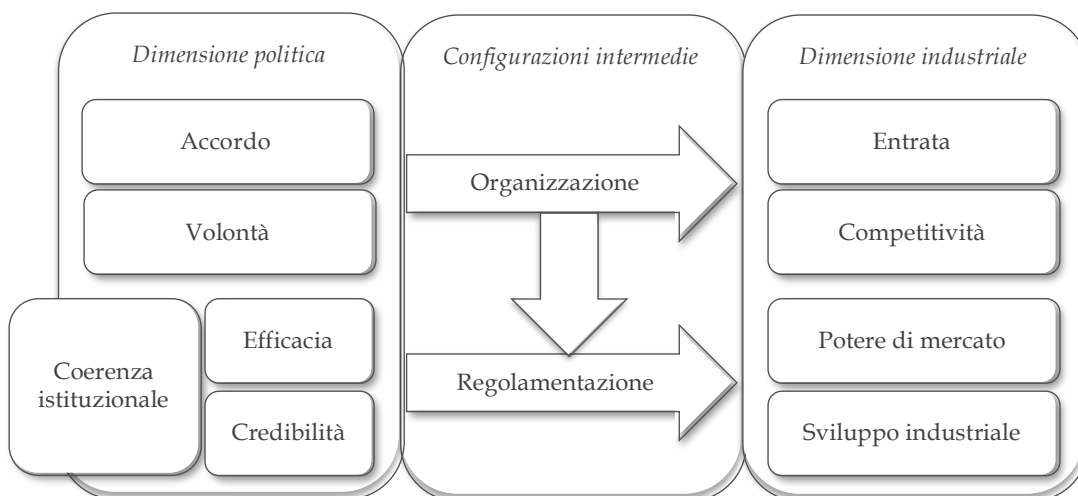 Dimensione politica
Accordo
Volontà
Coerenza
istituzionale
Efficacia
Credibilità
Configurazioni intermedie
Organizzazione
Regolamentazione
Dimensione industriale
Entrata
Competitività
Potere di mercato
Sviluppo industriale